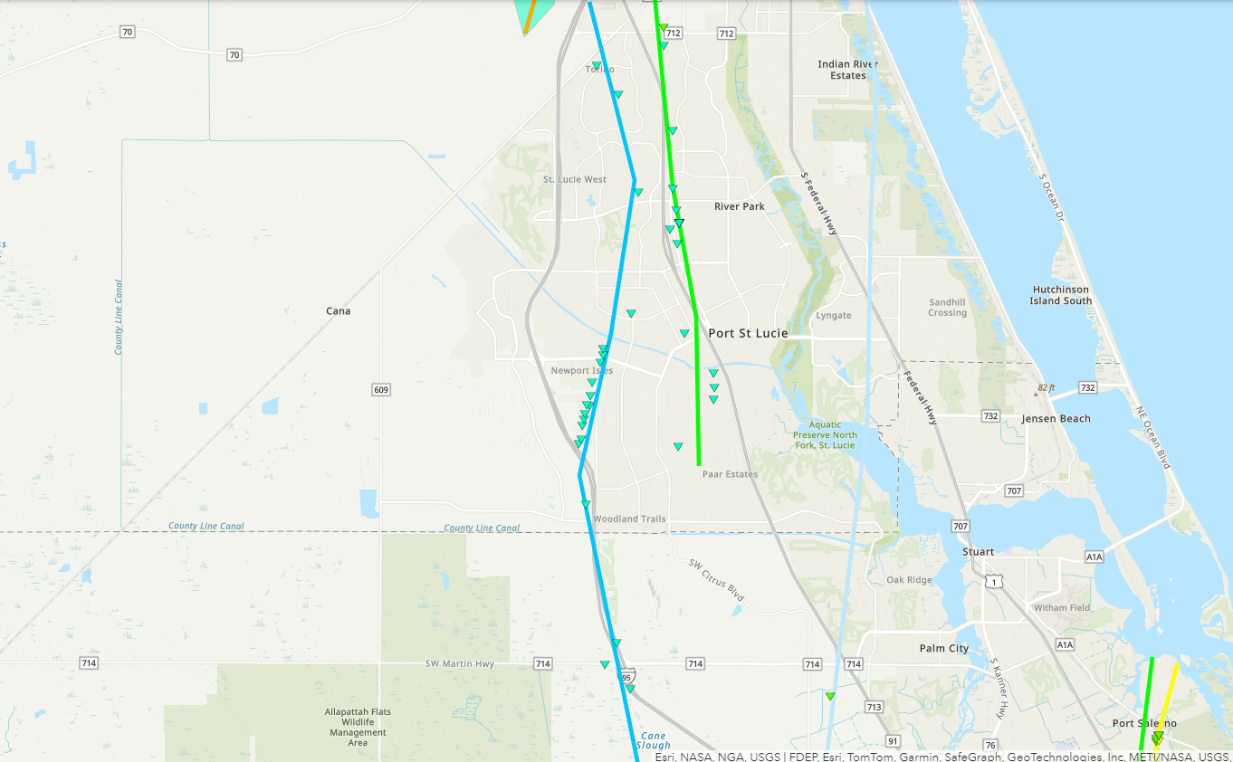 70
712
712
70
Indian River
Estates
Torino
St. Lucie West
S Ocean Dr
S Federal Hwy
River Park
County Line Canal
Cana
Hutchinson
Island South
Sandhill
Crossing
Lyngate
Port St Lucie
Newport Isles
609
Federal Hwy
82 ft
732
732
Jensen Beach
NE Ocean Blvd
Aquatic
Preserve North
Fork, St. Lucie
Paar Estates
707
Woodland Trails
County Line Canal
County Line Canal
707
Stuart
A1A
SW Citrus Blvd
Oak Ridge
1
Witham Field
Palm City
A1A
714
SW Martin Hwy
714
714
714
714
95
S Kanner Hwy
Allapattah Flats
Wildlife
Management
Area
713
Port Salerno
Cane
Slough
91
76
Esri, NASA, NGA, USGS | FDEP, Esri, TomTom, Garmin, SafeGraph, GeoTechnologies, Inc, METI/NASA, USGS,